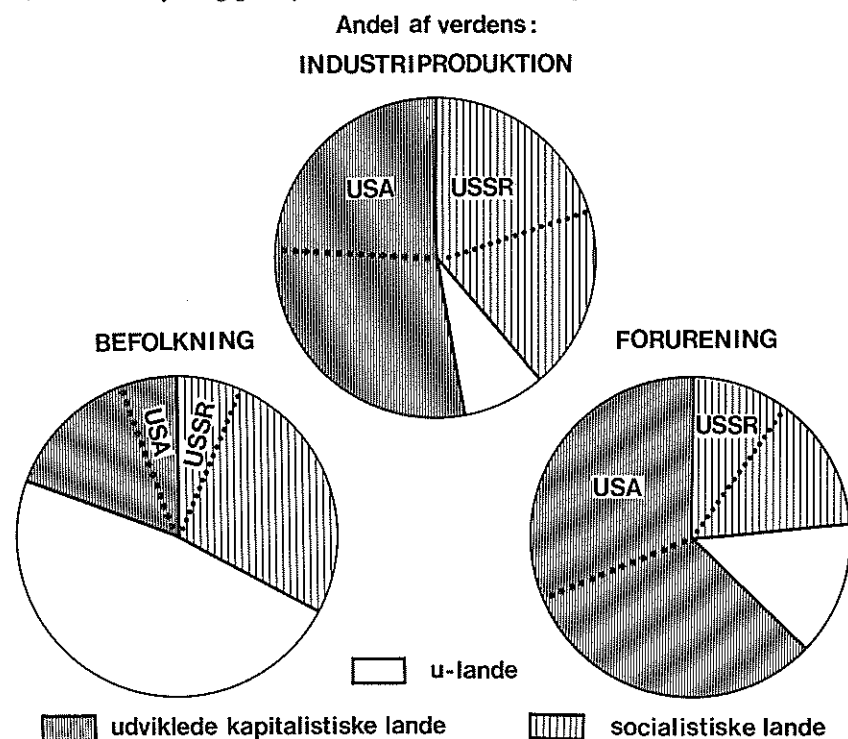 Andel af verdens:
INDUSTRIPRODUKTION
USA
USSR
BEFOLKNING
FORURENING
USA
USSR
USSR
USA
u-lande
udviklede kapitalistiske lande
socialistiske lande